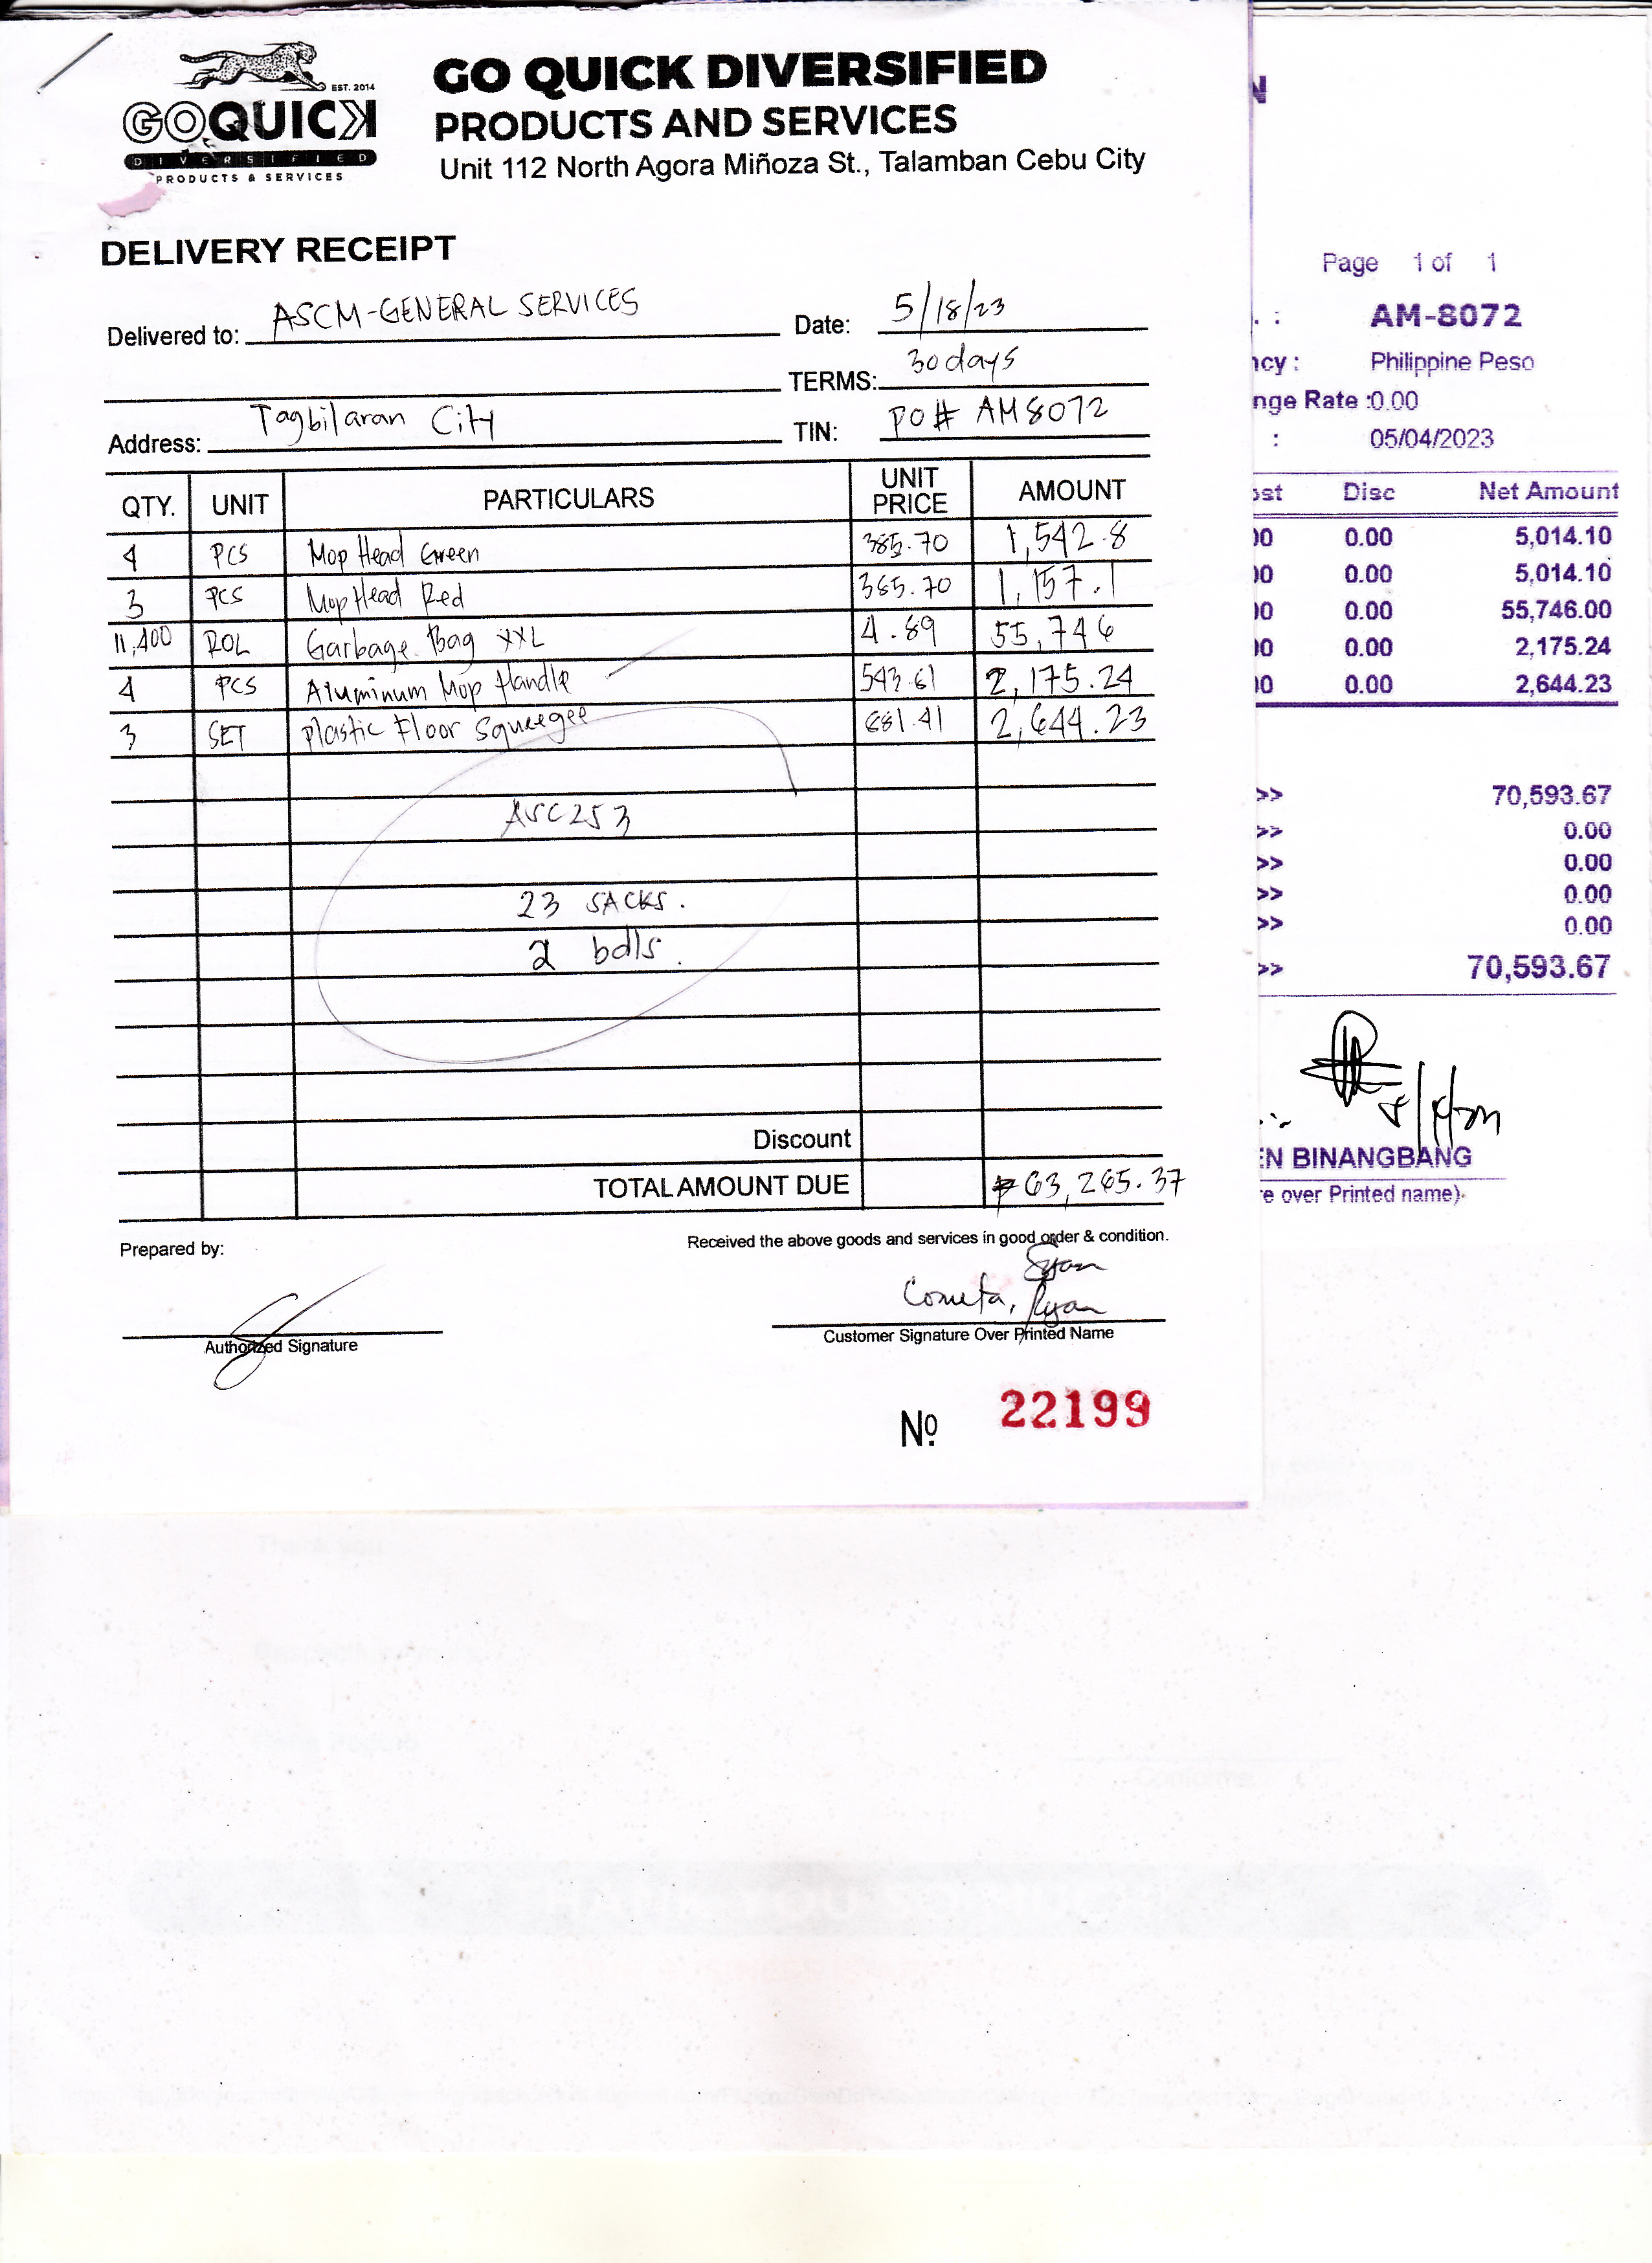 EST. 2014
GOQUICK
DIVERSIFIED
PRODUCTS & SERVICES
GO QUICK DIVERSIFIED
PRODUCTS AND SERVICES
Unit 112 North Agora Miñoza St., Talamban Cebu City
DELIVERY RECEIPT
Delivered to: ASCM-GENERAL SERVICES Date: 5/18/23
TERMS: 30 days
Address: Tagbilaran City TIN: PO# AM8072
QTY. UNIT PARTICULARS UNIT PRICE AMOUNT
4 PCS Mop Head Green 385.70 1,542.8
3 PCS Mop Head Red 385.70 1,157.1
11,400 ROL Garbage Bag XXL 4.89 55,746
4 PCS Aluminum Mop Handle 543.61 2,175.24
3 SET Plastic Floor Squeegee 881.41 2,644.23
ASC253
23 SACKS.
2 bdls.
Discount
TOTAL AMOUNT DUE ₱63,265.37
Prepared by:
Received the above goods and services in good order & condition.
Cometa, Ryan
Authorized Signature
Customer Signature Over Printed Name
Nº 22199
N
Page 1 of 1
. : AM-8072
ncy : Philippine Peso
nge Rate :0.00
: 05/04/2023
ost Disc Net Amount
00 0.00 5,014.10
00 0.00 5,014.10
00 0.00 55,746.00
00 0.00 2,175.24
00 0.00 2,644.23
>> 70,593.67
>> 0.00
>> 0.00
>> 0.00
>> 0.00
>> 70,593.67
EN BINANGBANG
re over Printed name)